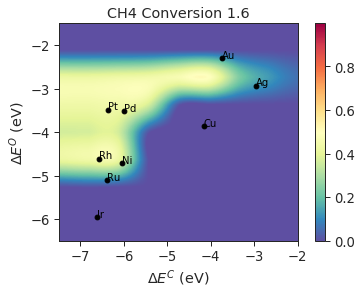 CH4 Conversion 1.6
−2
−3
−4
−5
−6
ΔE^O (eV)
Au
Ag
Pt
Pd
Cu
Rh
Ni
Ru
Ir
−7
−6
−5
−4
−3
−2
ΔE^C (eV)
0.8
0.6
0.4
0.2
0.0